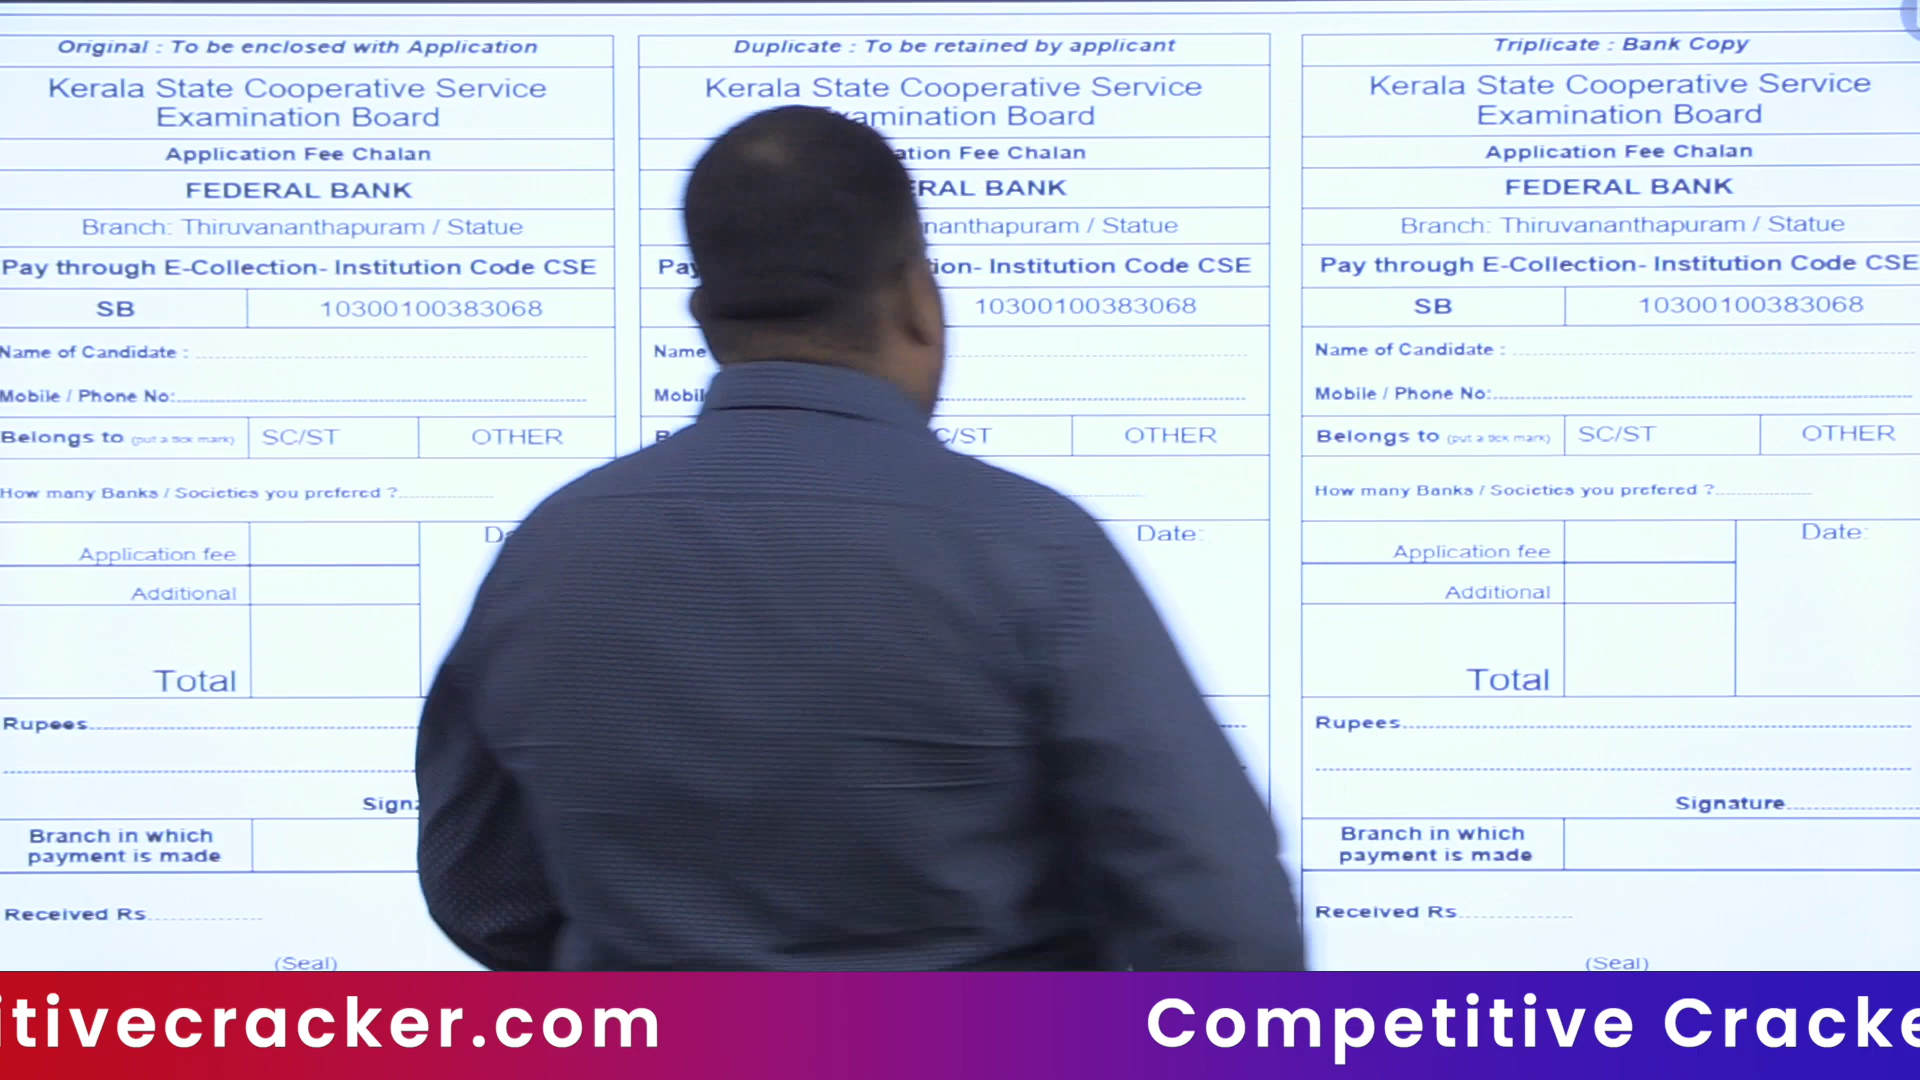 Original : To be enclosed with Application
Kerala State Cooperative Service
Examination Board
Application Fee Chalan
FEDERAL BANK
Branch: Thiruvananthapuram / Statue
Pay through E-Collection- Institution Code CSE
SB 10300100383068
Name of Candidate :
Mobile / Phone No:
Belongs to (put a tick mark) SC/ST OTHER
How many Banks / Societies you prefered ?
Application fee
Additional
Total
Rupees
Branch in which
payment is made
Received Rs
(Seal)
Duplicate : To be retained by applicant
Kerala State Cooperative Service
Examination Board
Fee Chalan
BANK
/ Statue
Institution Code CSE
10300100383068
Name
OTHER
Date:
Triplicate : Bank Copy
Kerala State Cooperative Service
Examination Board
Application Fee Chalan
FEDERAL BANK
Branch: Thiruvananthapuram / Statue
Pay through E-Collection- Institution Code CSE
SB 10300100383068
Name of Candidate :
Mobile / Phone No:
Belongs to (put a tick mark) SC/ST OTHER
How many Banks / Societies you prefered ?
Date:
Application fee
Additional
Total
Rupees
Signature
Branch in which
payment is made
Received Rs
(Seal)
itivecracker.com Competitive Cracke